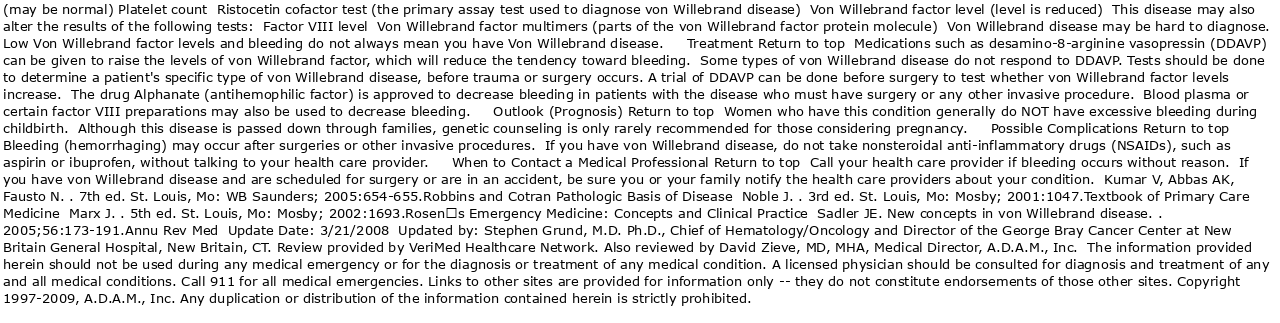 (may be normal) Platelet count  Ristocetin cofactor test (the primary assay test used to diagnose von Willebrand disease)  Von Willebrand factor level (level is reduced)  This disease may also
alter the results of the following tests:  Factor VIII level  Von Willebrand factor multimers (parts of the von Willebrand factor protein molecule)  Von Willebrand disease may be hard to diagnose.
Low Von Willebrand factor levels and bleeding do not always mean you have Von Willebrand disease.     Treatment Return to top  Medications such as desamino-8-arginine vasopressin (DDAVP)
can be given to raise the levels of von Willebrand factor, which will reduce the tendency toward bleeding.  Some types of von Willebrand disease do not respond to DDAVP. Tests should be done
to determine a patient's specific type of von Willebrand disease, before trauma or surgery occurs. A trial of DDAVP can be done before surgery to test whether von Willebrand factor levels
increase.  The drug Alphanate (antihemophilic factor) is approved to decrease bleeding in patients with the disease who must have surgery or any other invasive procedure.  Blood plasma or
certain factor VIII preparations may also be used to decrease bleeding.     Outlook (Prognosis) Return to top  Women who have this condition generally do NOT have excessive bleeding during
childbirth.  Although this disease is passed down through families, genetic counseling is only rarely recommended for those considering pregnancy.     Possible Complications Return to top
Bleeding (hemorrhaging) may occur after surgeries or other invasive procedures.  If you have von Willebrand disease, do not take nonsteroidal anti-inflammatory drugs (NSAIDs), such as
aspirin or ibuprofen, without talking to your health care provider.     When to Contact a Medical Professional Return to top  Call your health care provider if bleeding occurs without reason.  If
you have von Willebrand disease and are scheduled for surgery or are in an accident, be sure you or your family notify the health care providers about your condition.  Kumar V, Abbas AK,
Fausto N. . 7th ed. St. Louis, Mo: WB Saunders; 2005:654-655.Robbins and Cotran Pathologic Basis of Disease  Noble J. . 3rd ed. St. Louis, Mo: Mosby; 2001:1047.Textbook of Primary Care
Medicine  Marx J. . 5th ed. St. Louis, Mo: Mosby; 2002:1693.Rosen□s Emergency Medicine: Concepts and Clinical Practice  Sadler JE. New concepts in von Willebrand disease. .
2005;56:173-191.Annu Rev Med  Update Date: 3/21/2008  Updated by: Stephen Grund, M.D. Ph.D., Chief of Hematology/Oncology and Director of the George Bray Cancer Center at New
Britain General Hospital, New Britain, CT. Review provided by VeriMed Healthcare Network. Also reviewed by David Zieve, MD, MHA, Medical Director, A.D.A.M., Inc.  The information provided
herein should not be used during any medical emergency or for the diagnosis or treatment of any medical condition. A licensed physician should be consulted for diagnosis and treatment of any
and all medical conditions. Call 911 for all medical emergencies. Links to other sites are provided for information only -- they do not constitute endorsements of those other sites. Copyright
1997-2009, A.D.A.M., Inc. Any duplication or distribution of the information contained herein is strictly prohibited.